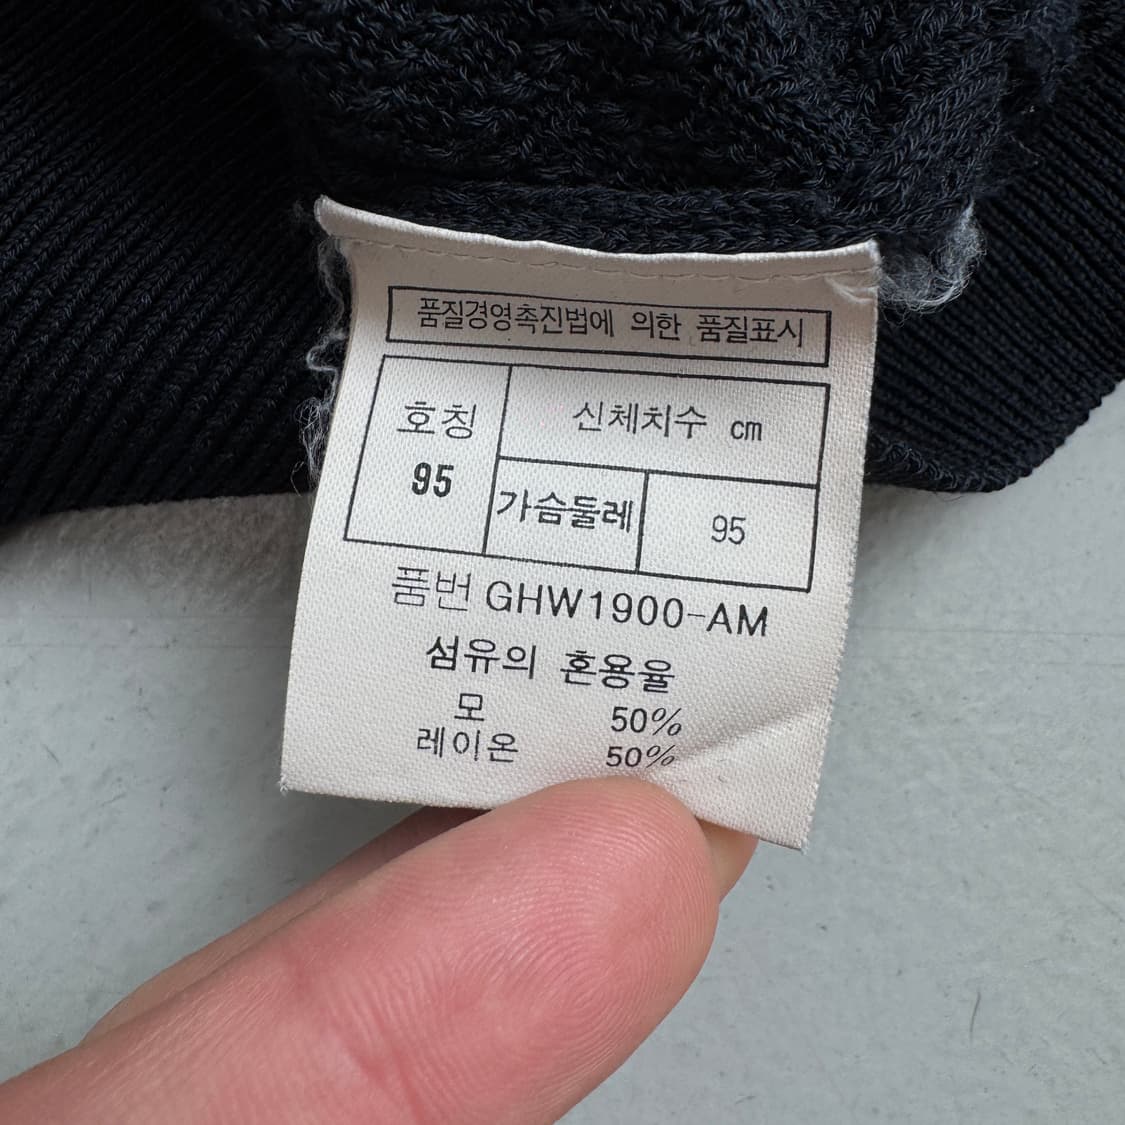 품질경영촉진법에 의한 품질표시
호칭
95
신체치수 cm
가슴둘레 95
품번 GHW1900-AM
섬유의 혼용율
모 50%
레이온 50%